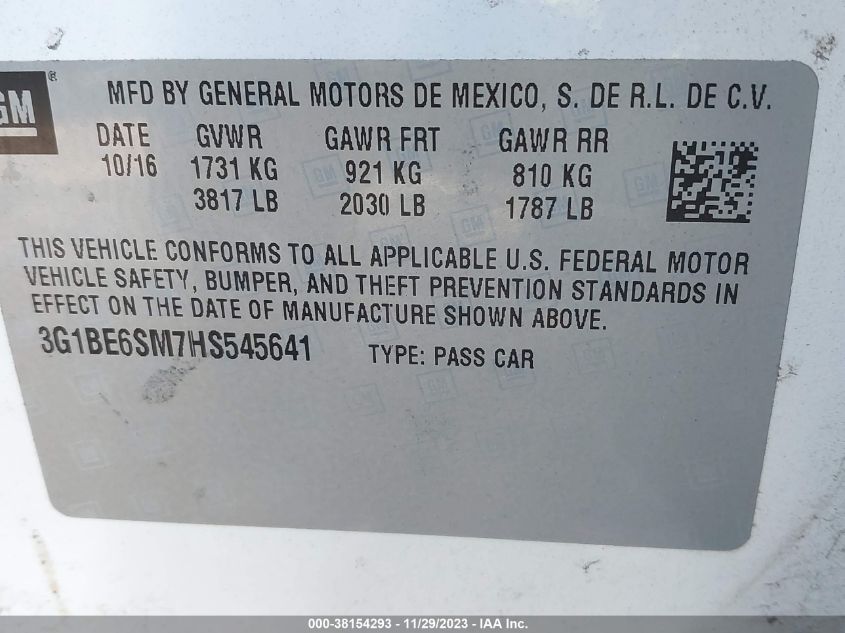 GM®
MFD BY GENERAL MOTORS DE MEXICO, S. DE R.L. DE C.V.
DATE GVWR GAWR FRT GAWR RR
10/16 1731 KG 921 KG 810 KG
3817 LB 2030 LB 1787 LB
THIS VEHICLE CONFORMS TO ALL APPLICABLE U.S. FEDERAL MOTOR
VEHICLE SAFETY, BUMPER, AND THEFT PREVENTION STANDARDS IN
EFFECT ON THE DATE OF MANUFACTURE SHOWN ABOVE.
3G1BE6SM7HS545641 TYPE: PASS CAR
000-38154293 - 11/29/2023 - IAAI Inc.